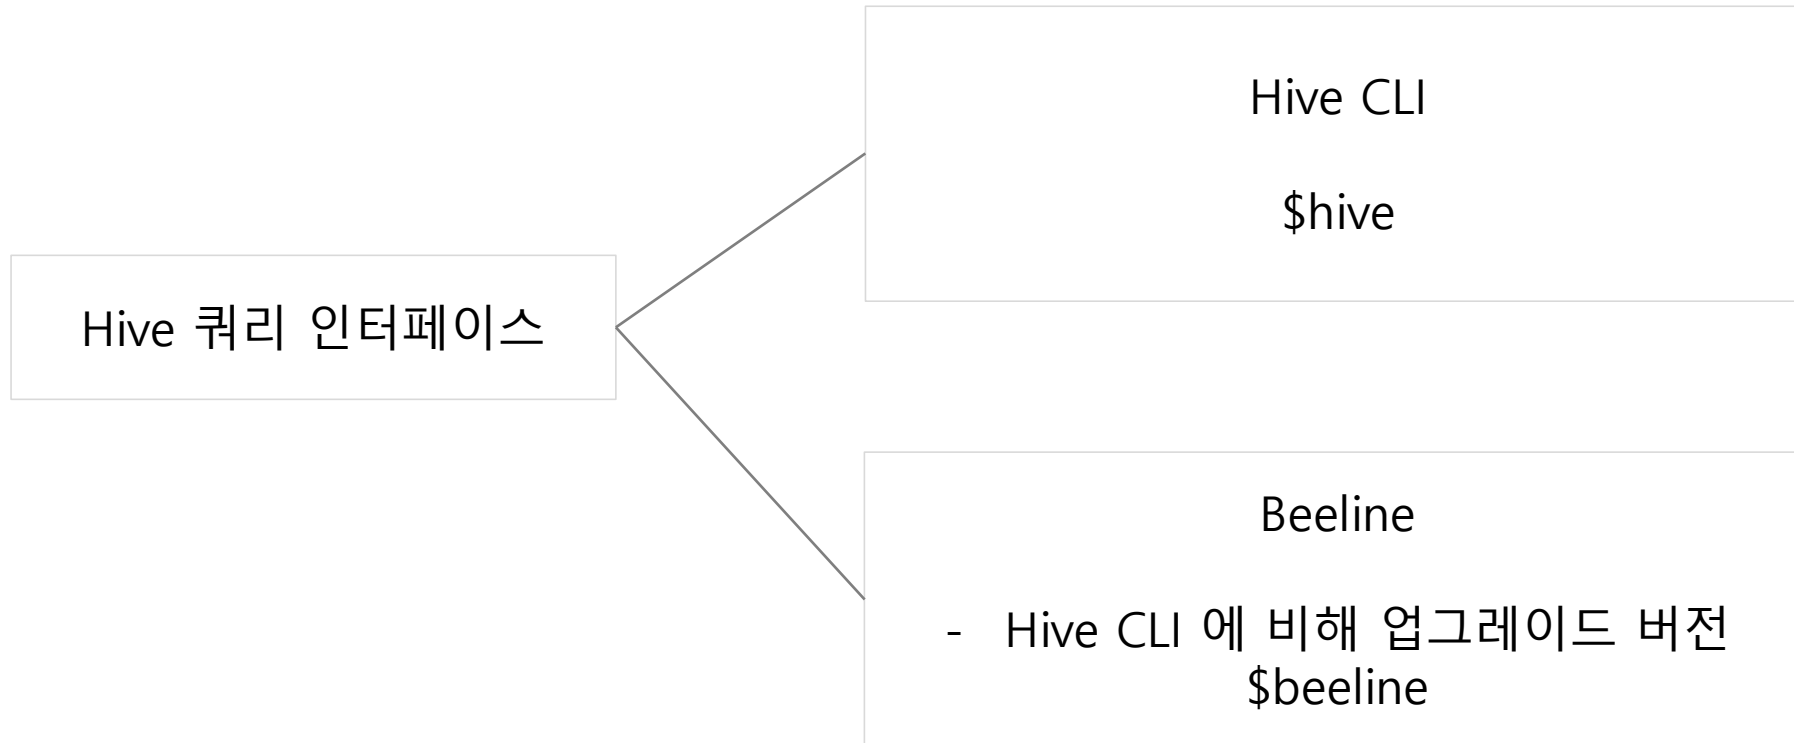 Hive CLI
$hive
Hive 쿼리 인터페이스
Beeline
- Hive CLI 에 비해 업그레이드 버전
$beeline